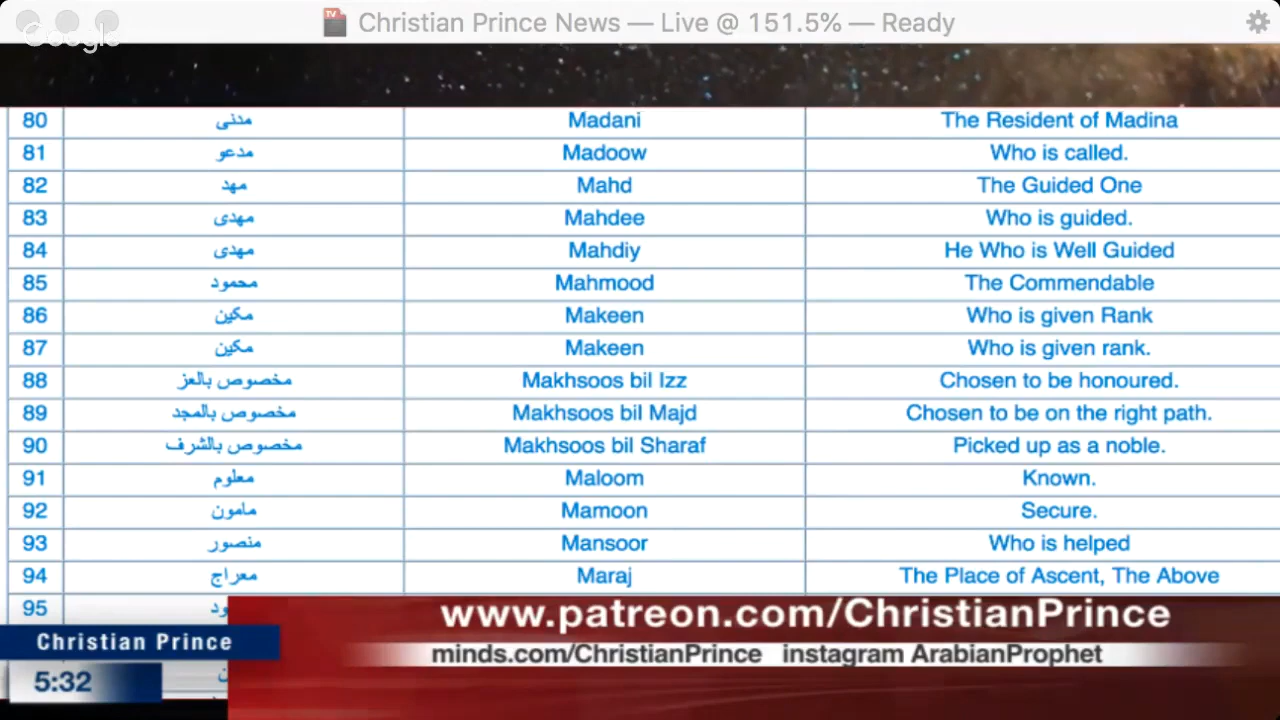 Christian Prince News — Live @ 151.5% — Ready
Google
80 مدنی Madani The Resident of Madina
81 مدعو Madoow Who is called.
82 مهد Mahd The Guided One
83 مهدی Mahdee Who is guided.
84 مهدی Mahdiy He Who is Well Guided
85 محمود Mahmood The Commendable
86 مکین Makeen Who is given Rank
87 مکین Makeen Who is given rank.
88 مخصوص بالعز Makhsoos bil Izz Chosen to be honoured.
89 مخصوص بالمجد Makhsoos bil Majd Chosen to be on the right path.
90 مخصوص بالشرف Makhsoos bil Sharaf Picked up as a noble.
91 معلوم Maloom Known.
92 مامون Mamoon Secure.
93 منصور Mansoor Who is helped
94 معراج Maraj The Place of Ascent, The Above
95
www.patreon.com/ChristianPrince
Christian Prince
minds.com/ChristianPrince instagram ArabianProphet
5:32